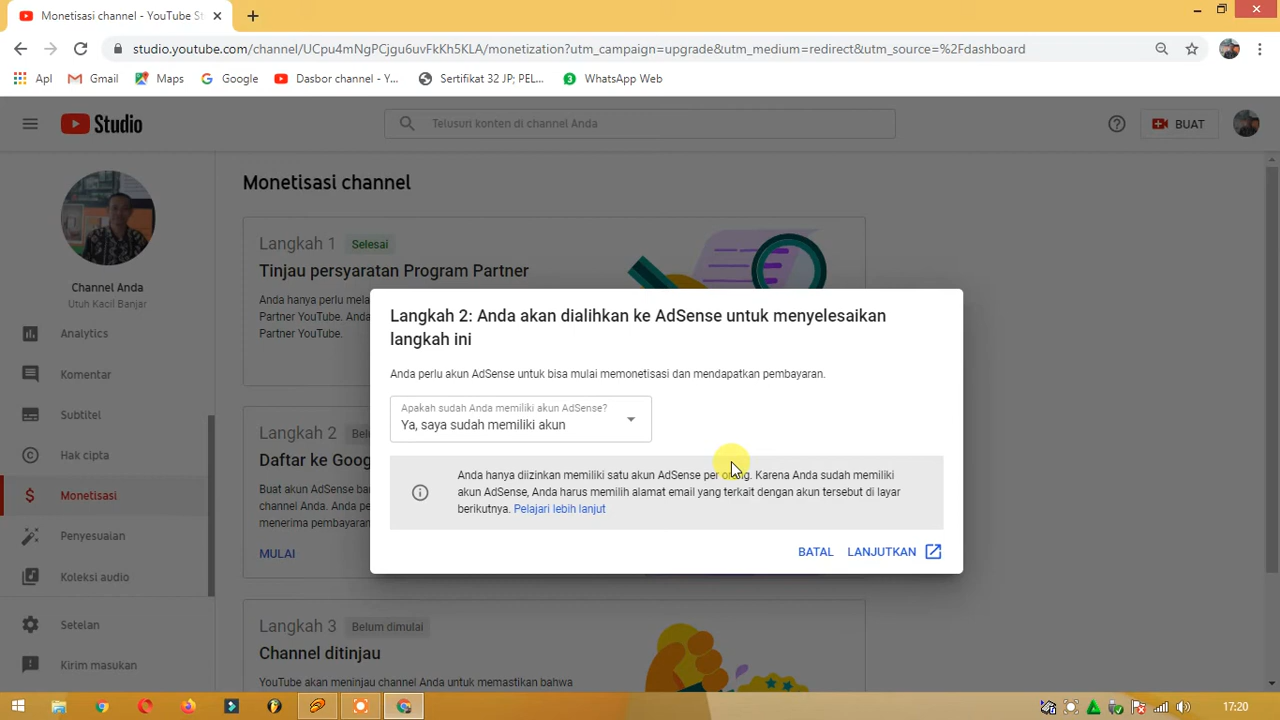 Monetisasi channel - YouTube St
studio.youtube.com/channel/UCpu4mNgPCjgu6uvFkKh5KLA/monetization?utm_campaign=upgrade&utm_medium=redirect&utm_source=%2Fdashboard
Apl
Gmail
Maps
Google
Dasbor channel - Y...
Sertifikat 32 JP; PEL...
3
WhatsApp Web
Studio
Telusuri konten di channel Anda
BUAT
Channel Anda
Utuh Kacil Banjar
Analytics
Komentar
Subtitel
Hak cipta
Monetisasi
Penyesuaian
Koleksi audio
Setelan
Kirim masukan
Monetisasi channel
Langkah 1 Selesai
Tinjau persyaratan Program Partner
Anda hanya perlu mela
Partner YouTube. Anda
Partner YouTube.
Langkah 2 Belu
Daftar ke Goog
Buat akun AdSense bar
channel Anda. Anda p
menerima pembayaran
MULAI
Langkah 3 Belum dimulai
Channel ditinjau
YouTube akan meninjau channel Anda untuk memastikan bahwa
Langkah 2: Anda akan dialihkan ke AdSense untuk menyelesaikan
langkah ini
Anda perlu akun AdSense untuk bisa mulai memonetisasi dan mendapatkan pembayaran.
Apakah sudah Anda memiliki akun AdSense?
Ya, saya sudah memiliki akun
Anda hanya diizinkan memiliki satu akun AdSense per orang. Karena Anda sudah memiliki
akun AdSense, Anda harus memilih alamat email yang terkait dengan akun tersebut di layar
berikutnya. Pelajari lebih lanjut
BATAL
LANJUTKAN
17:20